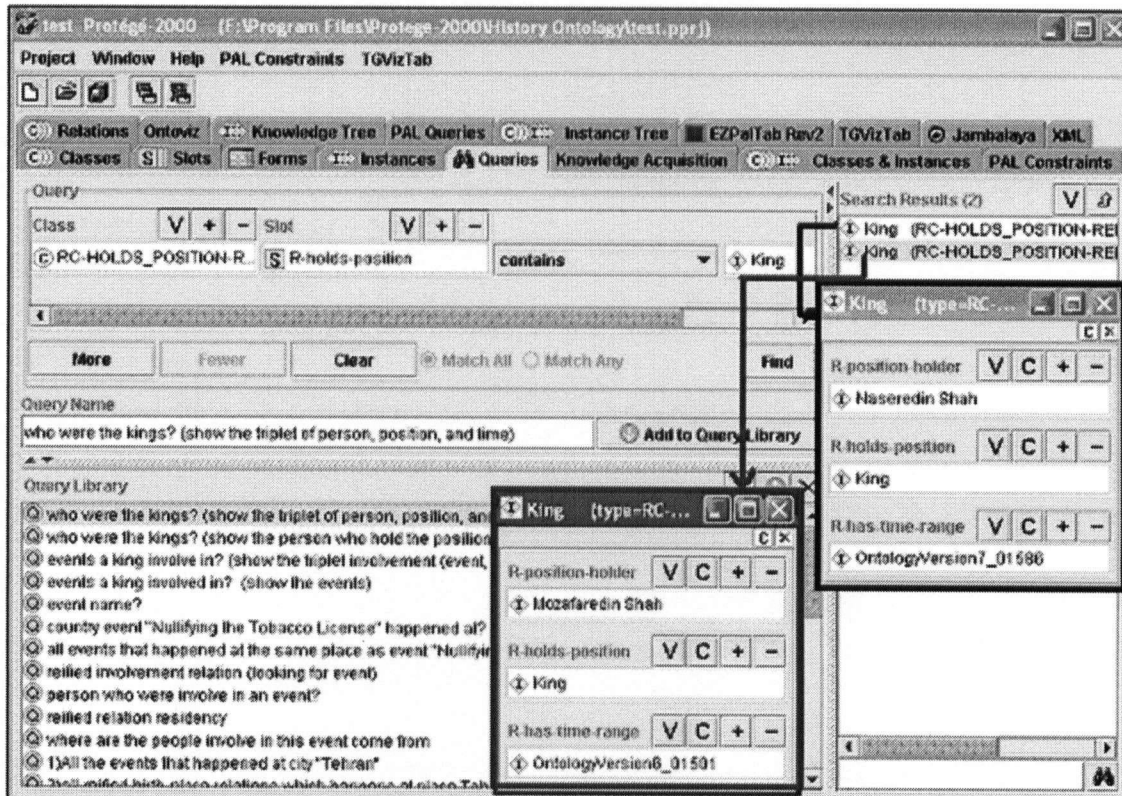 test Protégé-2000 (F:\Program Files\Protege-2000\History Ontology\test.pprj)
Project Window Help PAL Constraints TGVizTab
Relations Ontoviz Knowledge Tree PAL Queries Instance Tree EZPalTab Rev2 TGVizTab Jambalaya XML
Classes Slots Forms Instances Queries Knowledge Acquisition Classes & Instances PAL Constraints
Query
Class V + - Slot V + -
RC-HOLDS_POSITION-R... R-holds-position contains King
More Fewer Clear Match All Match Any Find
Query Name
who were the kings? (show the triplet of person, position, and time) Add to Query Library
Query Library
who were the kings? (show the triplet of person, position, an
who were the kings? (show the person who hold the position
events a king involve in? (show the triplet involvement (event,
events a king involved in? (show the events)
event name?
country event "Nullifying the Tobacco License" happened at?
all events that happened at the same place as event "Nullifyin
reified involvement relation (looking for event)
person who were involve in an event?
reified relation residency
where are the people involve in this event come from
1)All the events that happened at city "Tehran"
birth-place relations which happens at place Teh
Search Results (2) V
King (RC-HOLDS_POSITION-REI
King (RC-HOLDS_POSITION-REI
King (type=RC-...
C x
R-position-holder V C + -
Naseredin Shah
R-holds-position V C + -
King
R-has-time-range V C + -
OntologyVersion7_01586
King (type=RC-...
C x
R-position-holder V C + -
Mozafaredin Shah
R-holds-position V C + -
King
R-has-time-range V C + -
OntologyVersion6_01501